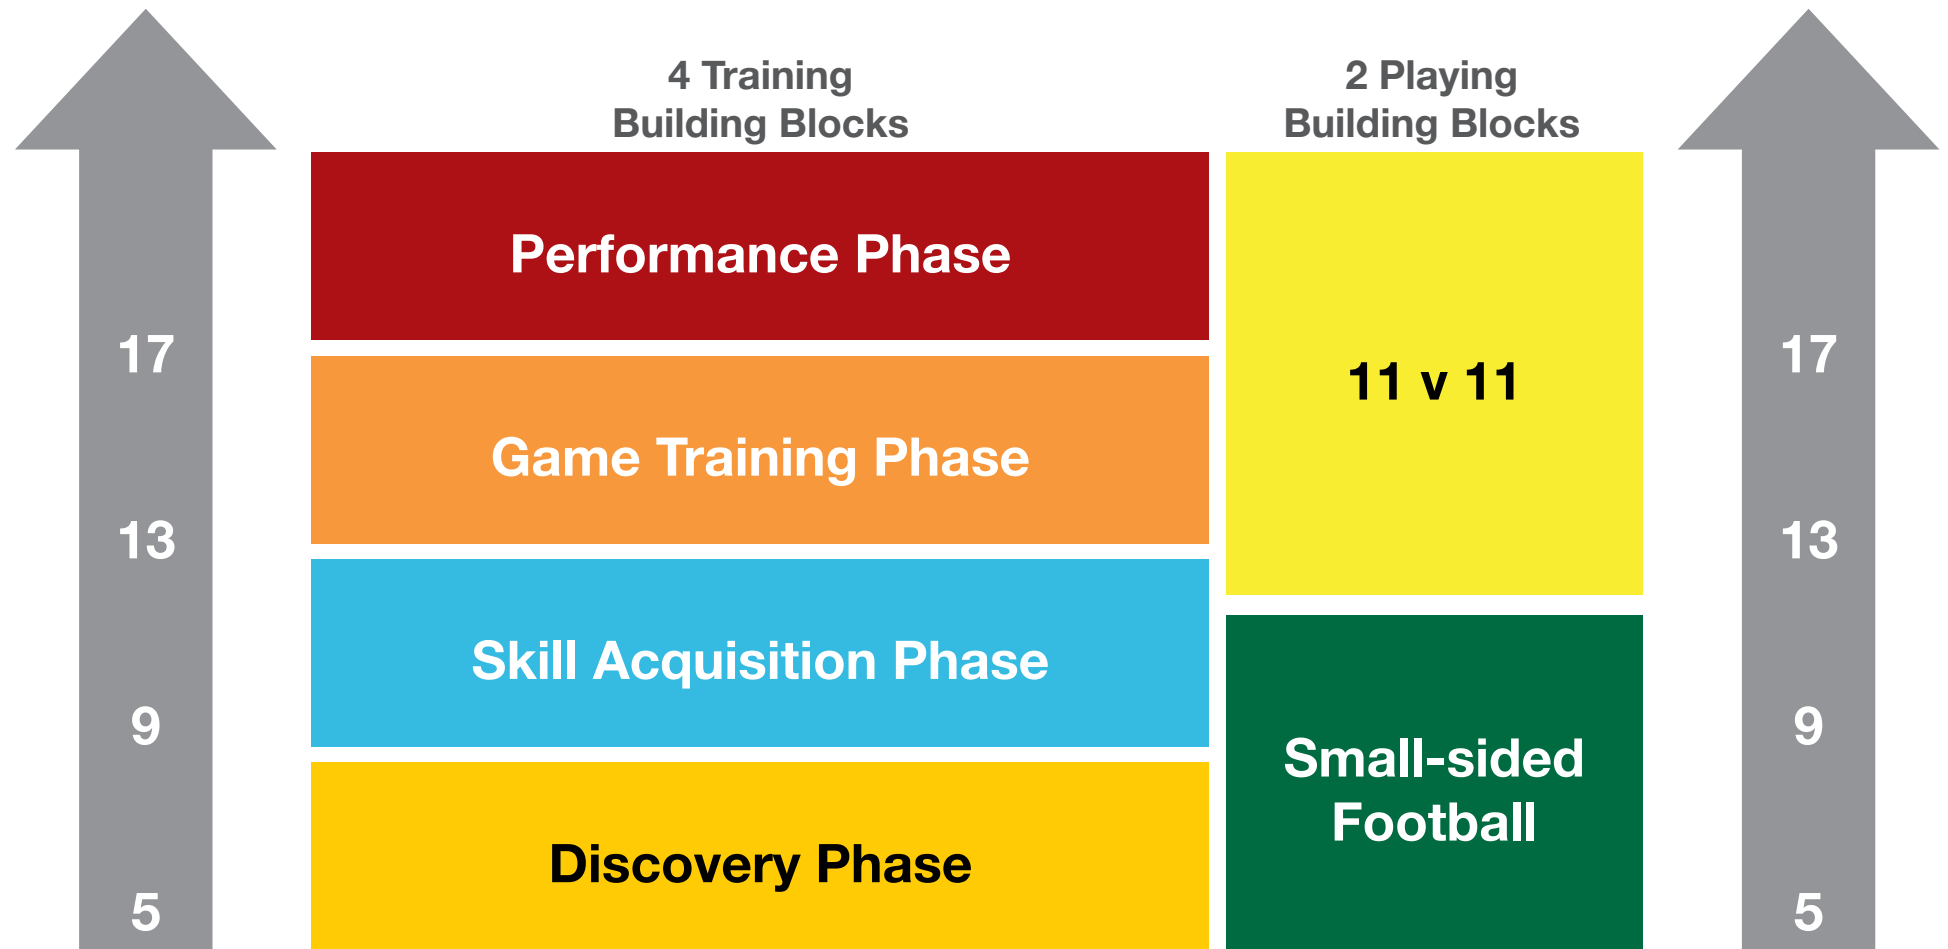 4 Training
Building Blocks
2 Playing
Building Blocks
Performance Phase
Game Training Phase
Skill Acquisition Phase
Discovery Phase
11 v 11
Small-sided
Football
17
13
9
5
17
13
9
5